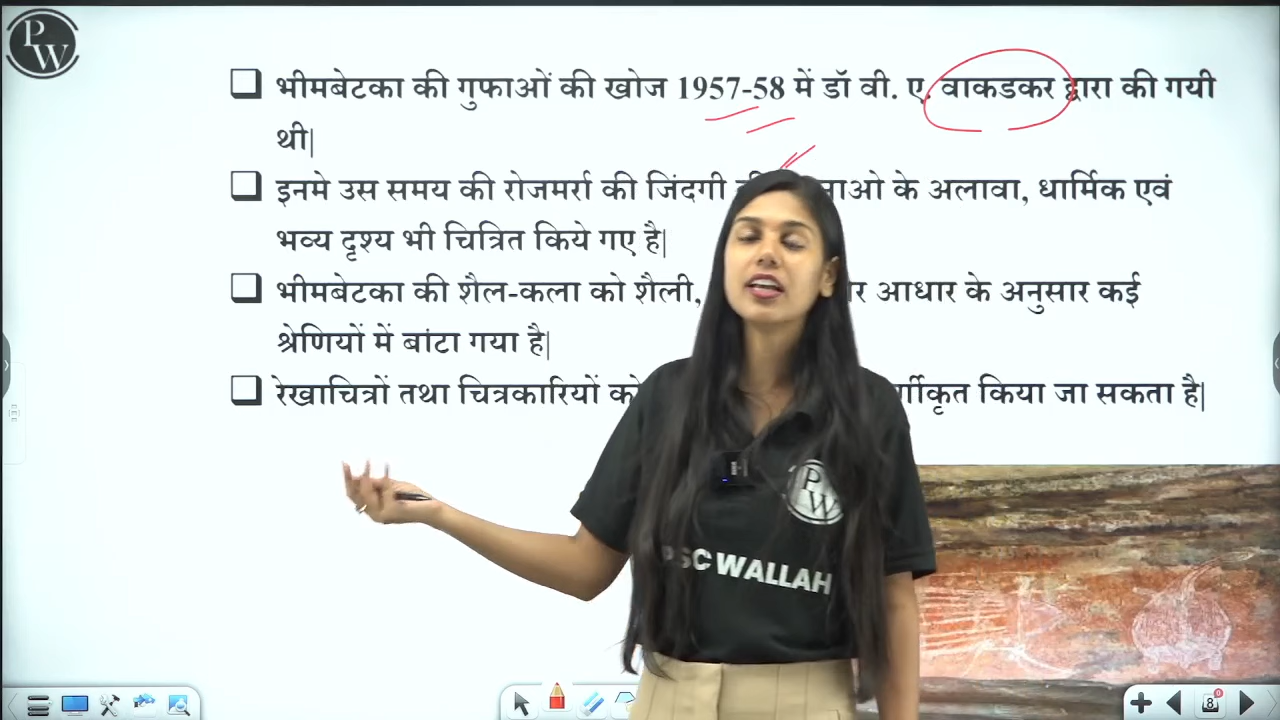 PW
भीमबेटका की गुफाओं की खोज 1957-58 में डॉ वी. ए. वाकडकर द्वारा की गयी
थी|
इनमे उस समय की रोजमर्रा की जिंदगी के अलावा, धार्मिक एवं
भव्य दृश्य भी चित्रित किये गए है|
भीमबेटका की शैल-कला को शैली, आधार के अनुसार कई
श्रेणियों में बांटा गया है|
रेखाचित्रों तथा चित्रकारियों को किया जा सकता है|
PW
WALLAH
8